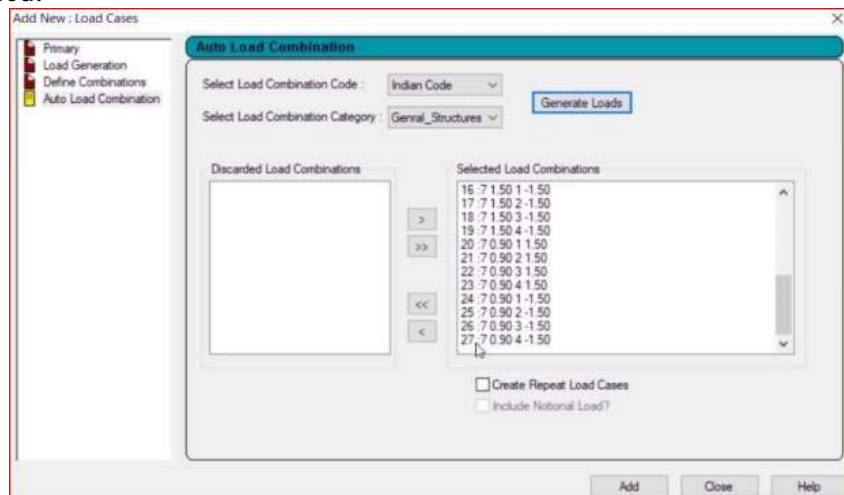 Add New : Load Cases
Primary
Load Generation
Define Combinations
Auto Load Combination
Auto Load Combination
Select Load Combination Code :
Indian Code
Generate Loads
Select Load Combination Category :
Genral_Structures
Discarded Load Combinations
Selected Load Combinations
16 :7 1.50 1 -1.50
17 :7 1.50 2 -1.50
18 :7 1.50 3 -1.50
19 :7 1.50 4 -1.50
20 :7 0.90 1 1.50
21 :7 0.90 2 1.50
22 :7 0.90 3 1.50
23 :7 0.90 4 1.50
24 :7 0.90 1 -1.50
25 :7 0.90 2 -1.50
26 :7 0.90 3 -1.50
27 :7 0.90 4 -1.50
>
>>
<<
<
Create Repeat Load Cases
Include Notional Load?
Add
Close
Help